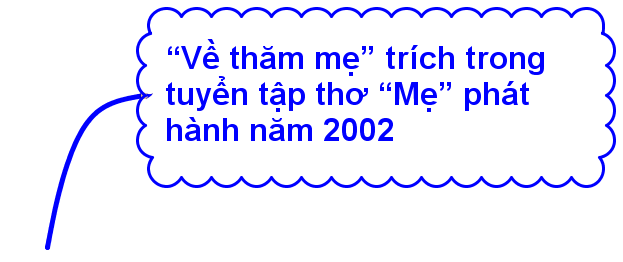 “Về thăm mẹ” trích trong
tuyển tập thơ “Mẹ” phát
hành năm 2002